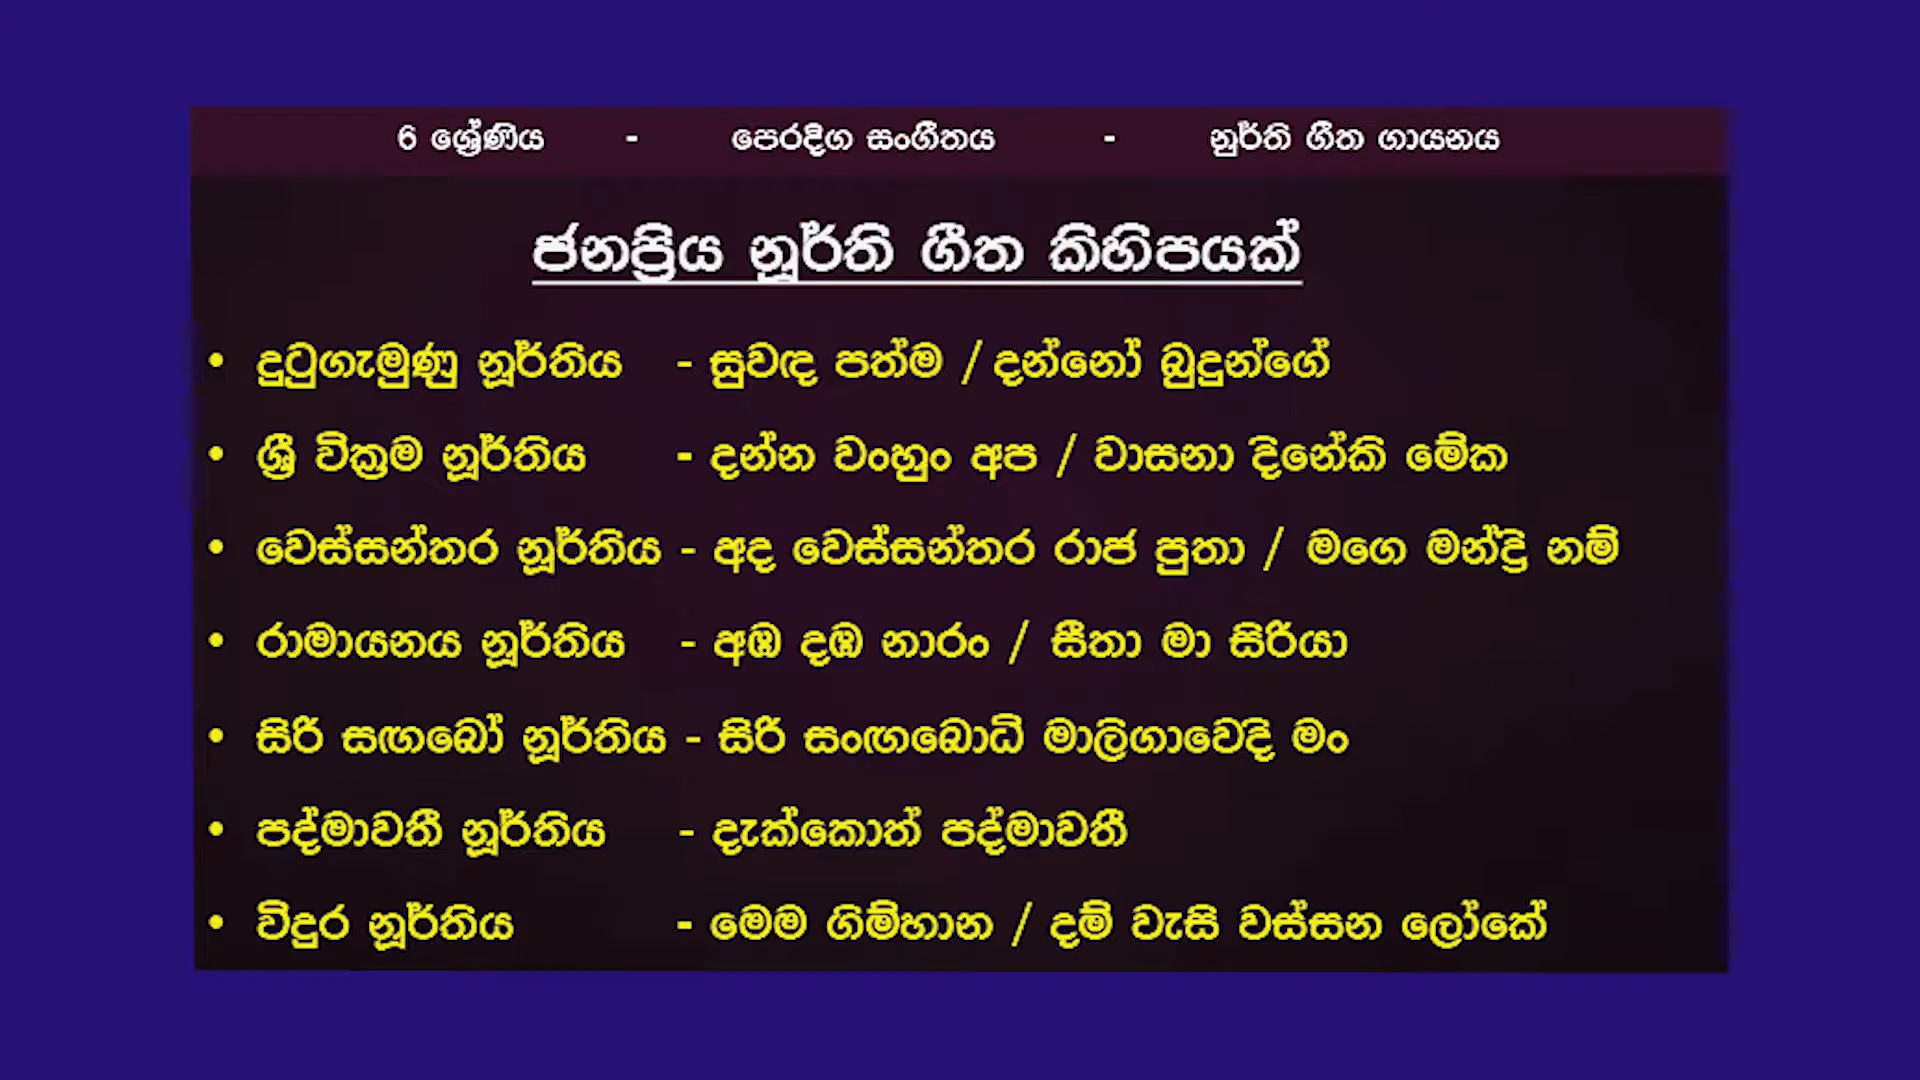 6 ශ්‍රේණිය - පෙරදිග සංගීතය - නුර්ති ගීත ගායනය
ජනප්‍රිය නූර්ති ගීත කිහිපයක්
• දුටුගැමුණු නූර්තිය - සුවඳ පත්ම / දන්නෝ බුදුන්ගේ
• ශ්‍රී වික්‍රම නූර්තිය - දන්න වංහුං අප / වාසනා දිනේකි මේක
• වෙස්සන්තර නූර්තිය - අද වෙස්සන්තර රාජ පුතා / මගෙ මන්ද්‍රි නම්
• රාමායනය නූර්තිය - අඹ දඹ නාරං / සීතා මා සිරියා
• සිරි සඟබෝ නූර්තිය - සිරි සංඟබොධි මාලිගාවෙදි මං
• පද්මාවතී නූර්තිය - දැක්කොත් පද්මාවතී
• විදුර නූර්තිය - මෙම ගිම්හාන / දම් වැසි වස්සන ලෝකේ